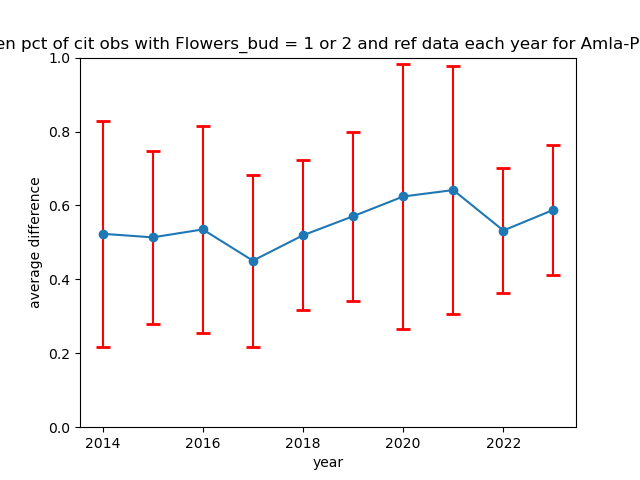 en pct of cit obs with Flowers_bud = 1 or 2 and ref data each year for Amla-P
1.0
0.8
0.6
0.4
0.2
0.0
average difference
2014 2016 2018 2020 2022
year